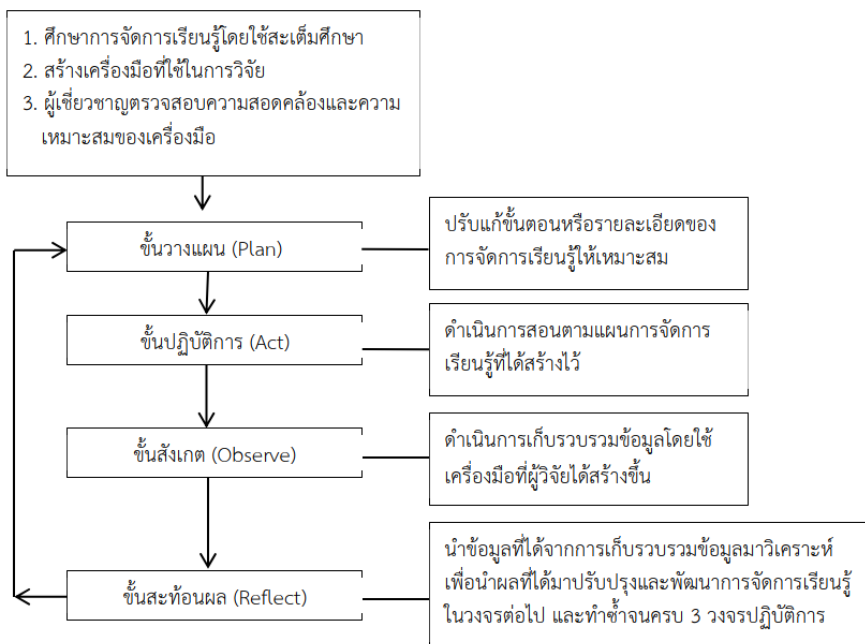 1. ศึกษาการจัดการเรียนรู้โดยใช้สะเต็มศึกษา
2. สร้างเครื่องมือที่ใช้ในการวิจัย
3. ผู้เชี่ยวชาญตรวจสอบความสอดคล้องและความ
เหมาะสมของเครื่องมือ
ขั้นวางแผน (Plan)
ปรับแก้ขั้นตอนหรือรายละเอียดของ
การจัดการเรียนรู้ให้เหมาะสม
ขั้นปฏิบัติการ (Act)
ดำเนินการสอนตามแผนการจัดการ
เรียนรู้ที่ได้สร้างไว้
ขั้นสังเกต (Observe)
ดำเนินการเก็บรวบรวมข้อมูลโดยใช้
เครื่องมือที่ผู้วิจัยได้สร้างขึ้น
ขั้นสะท้อนผล (Reflect)
นำข้อมูลที่ได้จากการเก็บรวบรวมข้อมูลมาวิเคราะห์
เพื่อนำผลที่ได้มาปรับปรุงและพัฒนาการจัดการเรียนรู้
ในวงจรต่อไป และทำซ้ำจนครบ 3 วงจรปฏิบัติการ